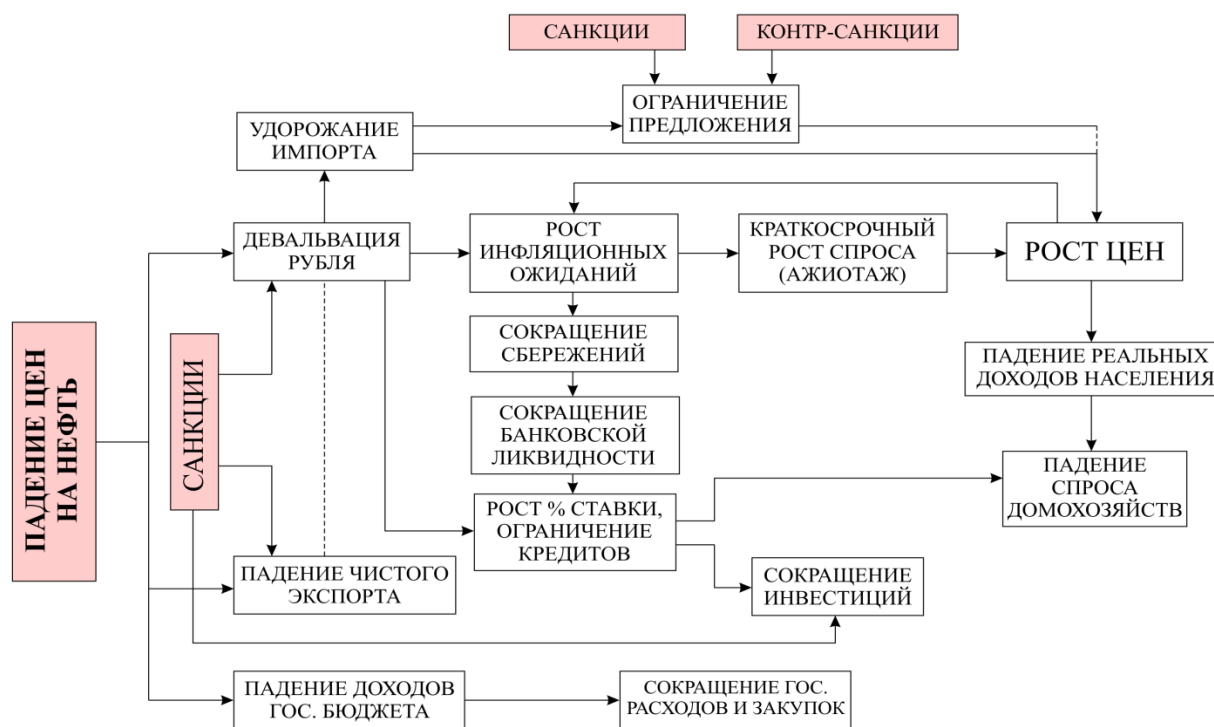 САНКЦИИ
КОНТР-САНКЦИИ
ОГРАНИЧЕНИЕ
ПРЕДЛОЖЕНИЯ
УДОРОЖАНИЕ
ИМПОРТА
ДЕВАЛЬВАЦИЯ
РУБЛЯ
РОСТ
ИНФЛЯЦИОННЫХ
ОЖИДАНИЙ
КРАТКОСРОЧНЫЙ
РОСТ СПРОСА
(АЖИОТАЖ)
РОСТ ЦЕН
ПАДЕНИЕ ЦЕН
НА НЕФТЬ
САНКЦИИ
СОКРАЩЕНИЕ
СБЕРЕЖЕНИЙ
ПАДЕНИЕ РЕАЛЬНЫХ
ДОХОДОВ НАСЕЛЕНИЯ
СОКРАЩЕНИЕ
БАНКОВСКОЙ
ЛИКВИДНОСТИ
ПАДЕНИЕ
СПРОСА
ДОМОХОЗЯЙСТВ
РОСТ % СТАВКИ,
ОГРАНИЧЕНИЕ
КРЕДИТОВ
ПАДЕНИЕ ЧИСТОГО
ЭКСПОРТА
СОКРАЩЕНИЕ
ИНВЕСТИЦИЙ
ПАДЕНИЕ ДОХОДОВ
ГОС. БЮДЖЕТА
СОКРАЩЕНИЕ ГОС.
РАСХОДОВ И ЗАКУПОК